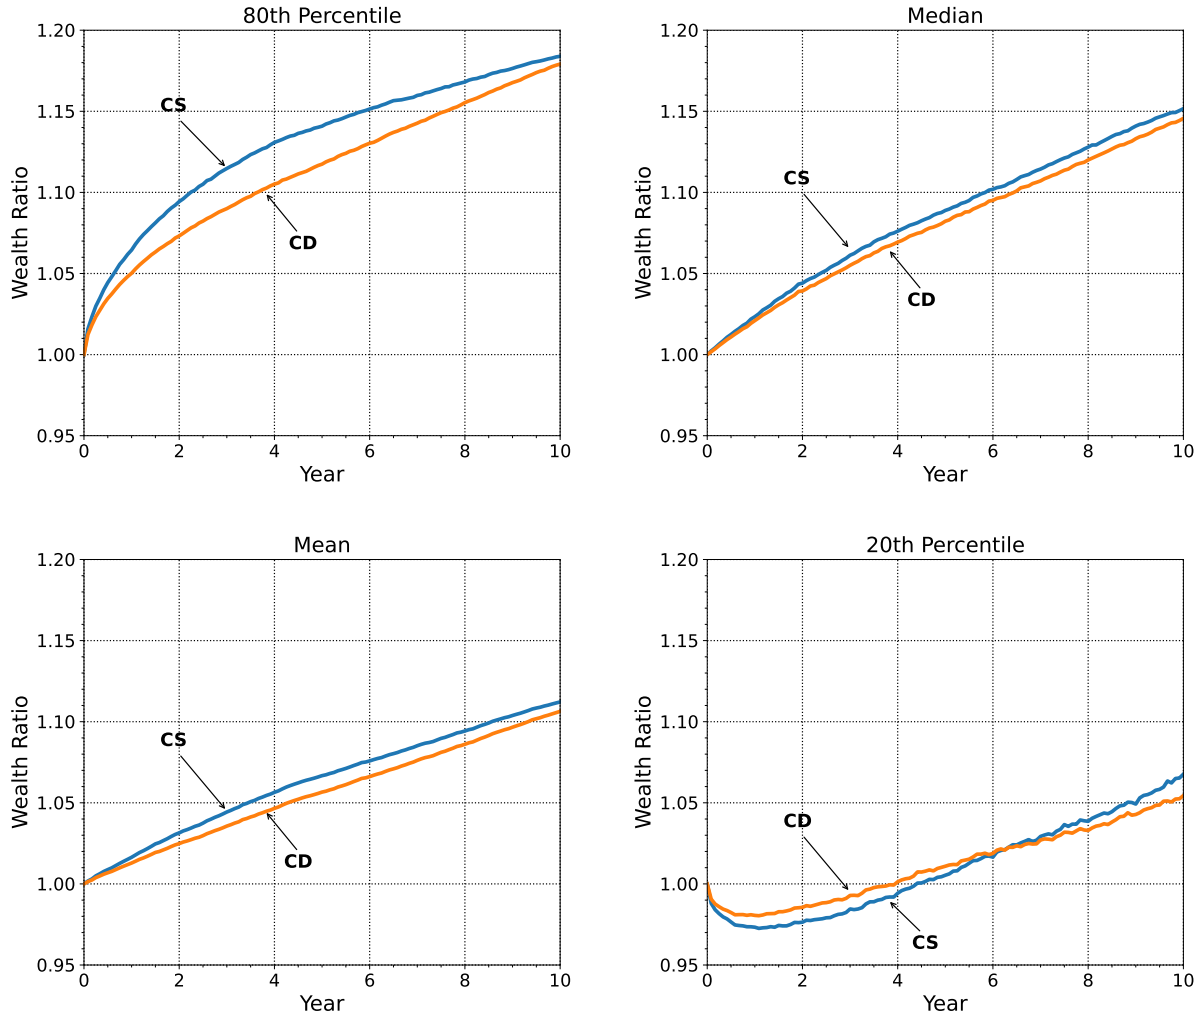 80th Percentile
1.20
1.15
1.10
1.05
1.00
0.95
Wealth Ratio
CS
CD
0 2 4 6 8 10
Year
Median
1.20
1.15
1.10
1.05
1.00
0.95
Wealth Ratio
CS
CD
0 2 4 6 8 10
Year
Mean
1.20
1.15
1.10
1.05
1.00
0.95
Wealth Ratio
CS
CD
0 2 4 6 8 10
Year
20th Percentile
1.20
1.15
1.10
1.05
1.00
0.95
Wealth Ratio
CD
CS
0 2 4 6 8 10
Year